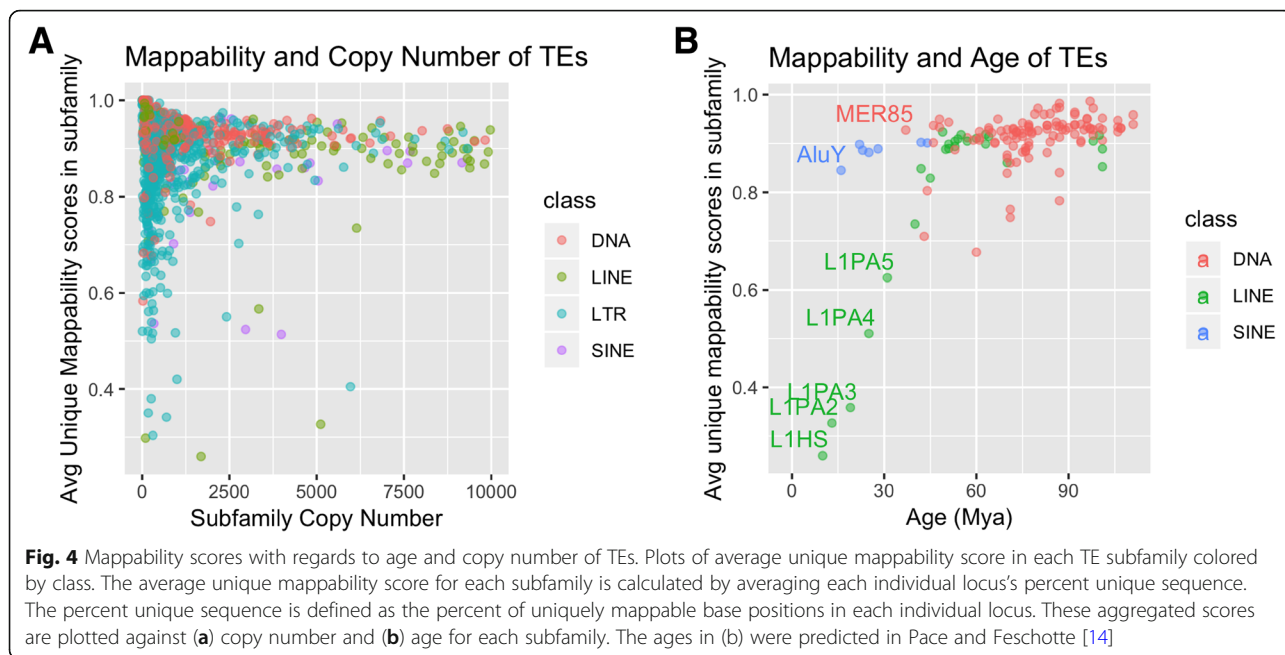 A
Mappability and Copy Number of TEs
Avg Unique Mappability scores in subfamily
1.0
0.8
0.6
0.4
0
2500
5000
7500
10000
Subfamily Copy Number
class
DNA
LINE
LTR
SINE
B
Mappability and Age of TEs
Avg unique mappability scores in subfamily
1.0
0.8
0.6
0.4
MER85
AluY
L1PA5
L1PA4
L1PA3
L1PA2
L1HS
0
30
60
90
Age (Mya)
class
a DNA
a LINE
a SINE
Fig. 4 Mappability scores with regards to age and copy number of TEs. Plots of average unique mappability score in each TE subfamily colored
by class. The average unique mappability score for each subfamily is calculated by averaging each individual locus's percent unique sequence.
The percent unique sequence is defined as the percent of uniquely mappable base positions in each individual locus. These aggregated scores
are plotted against (a) copy number and (b) age for each subfamily. The ages in (b) were predicted in Pace and Feschotte [14]